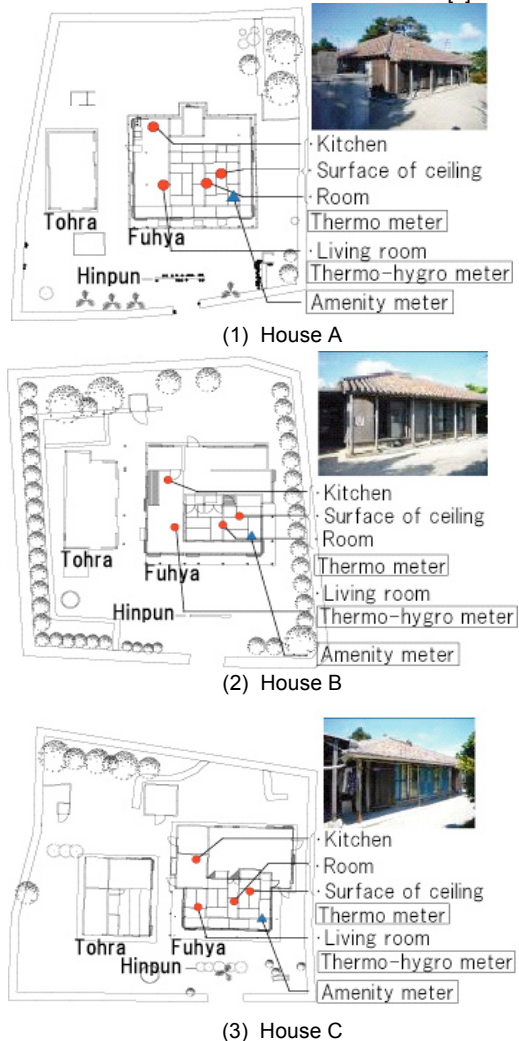 ·Kitchen
·Surface of ceiling
·Room
Thermo meter
·Living room
Thermo-hygro meter
Amenity meter
Tohra
Fuhya
Hinpun
(1) House A
·Kitchen
·Surface of ceiling
·Room
Thermo meter
·Living room
Thermo-hygro meter
Amenity meter
Tohra
Fuhya
Hinpun
(2) House B
·Kitchen
·Room
·Surface of ceiling
Thermo meter
·Living room
Thermo-hygro meter
Amenity meter
Tohra
Fuhya
Hinpun
(3) House C